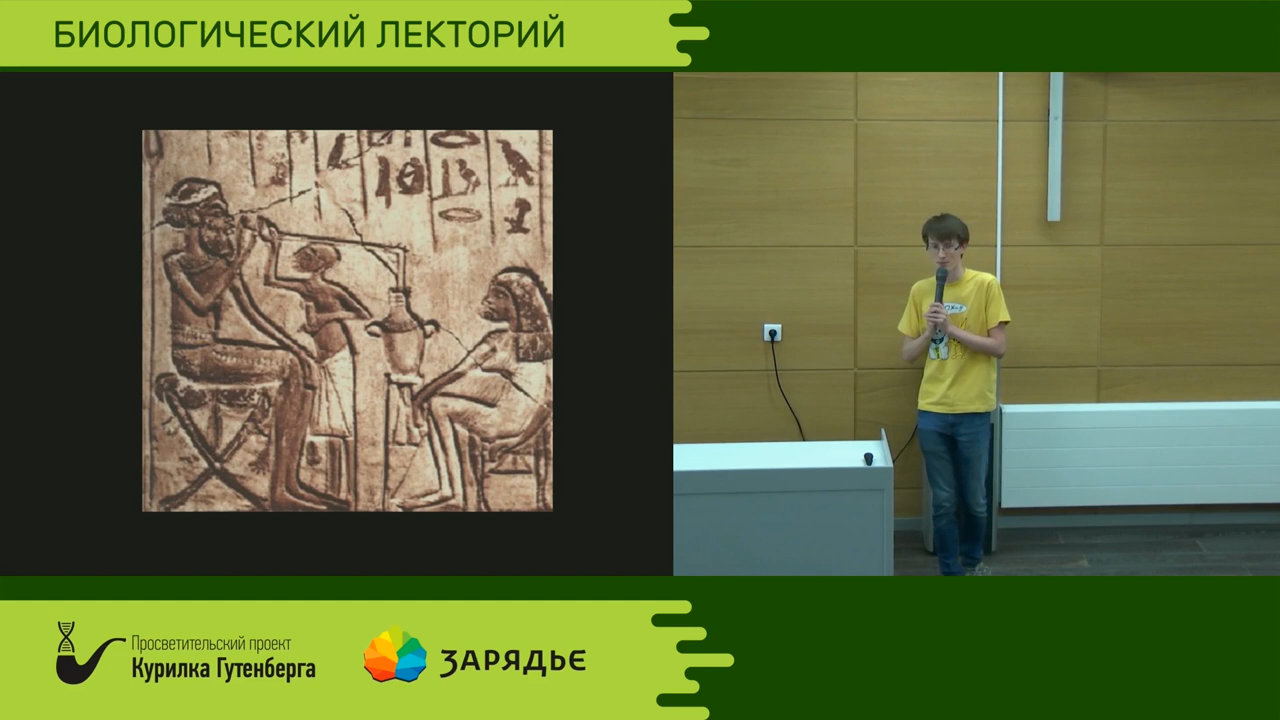 БИОЛОГИЧЕСКИЙ ЛЕКТОРИЙ
Просветительский проект
Курилка Гутенберга
ЗАРЯДЬЕ